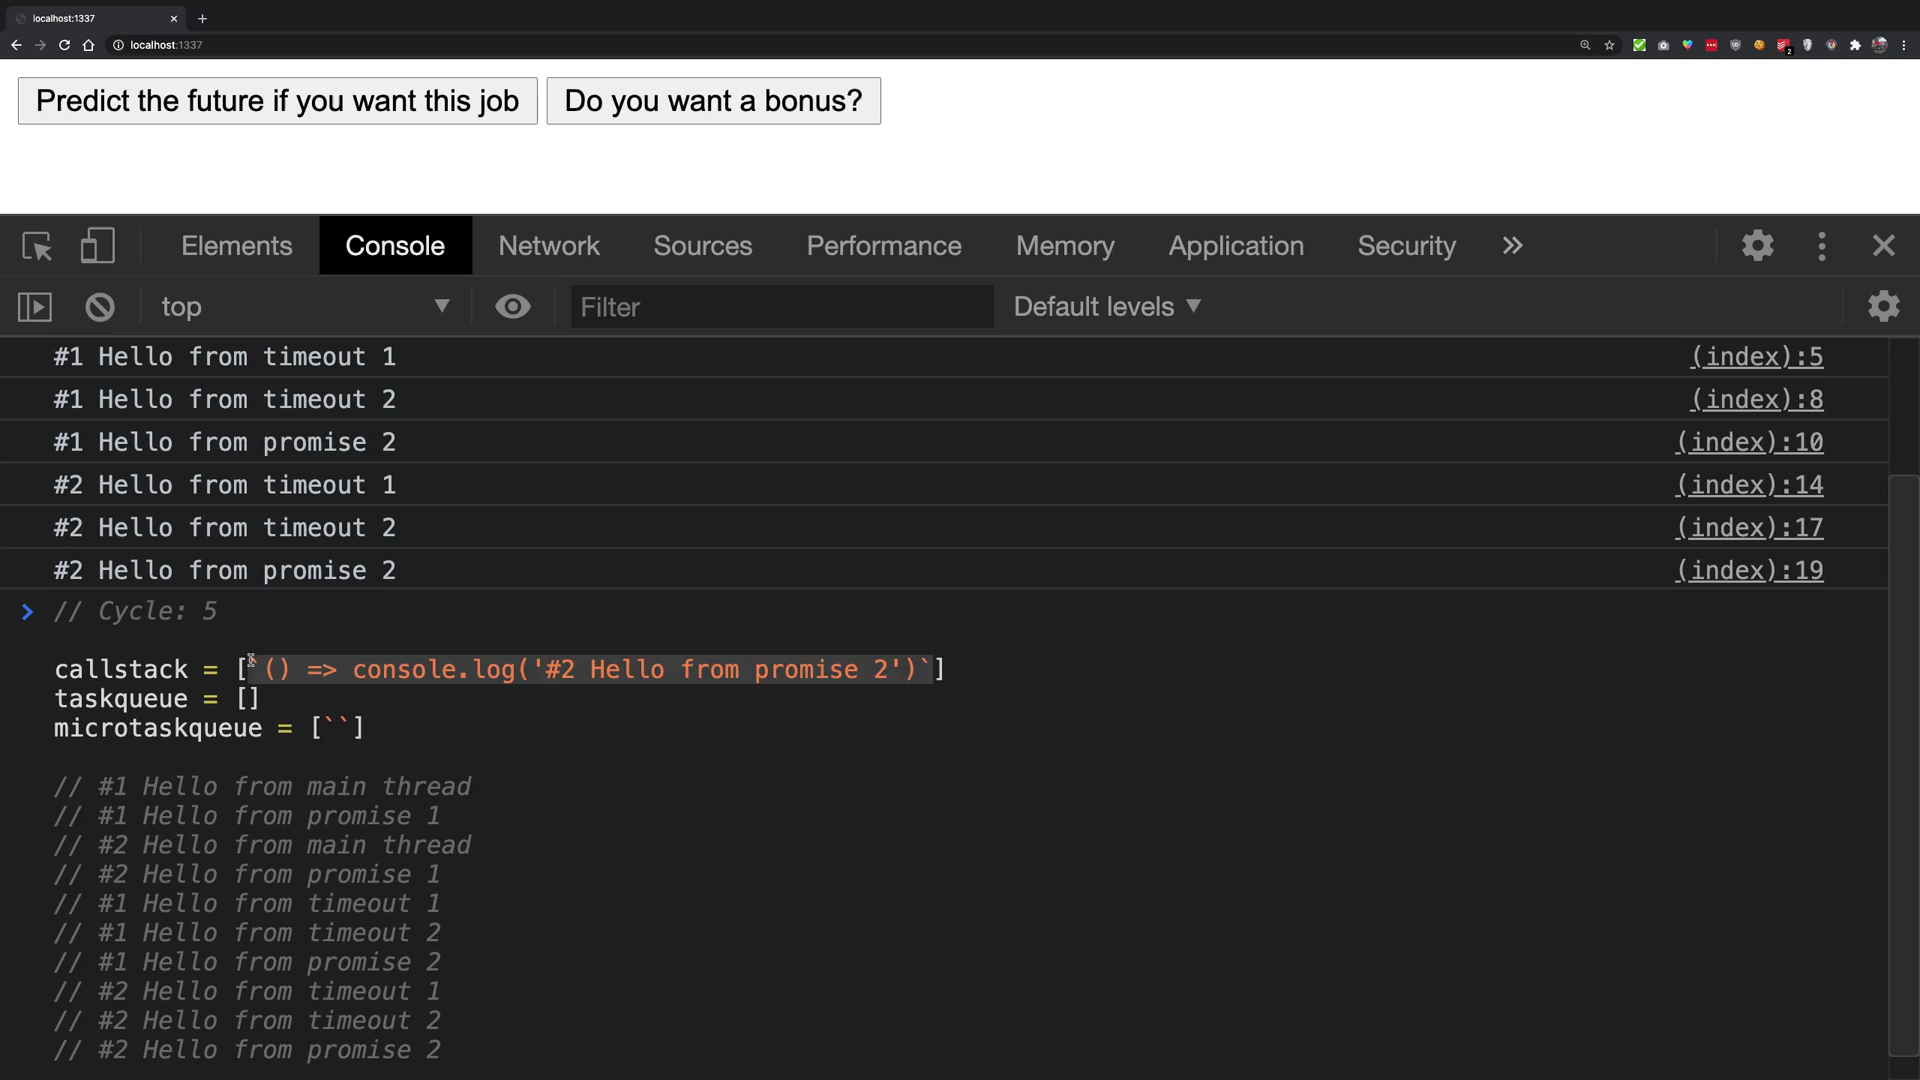 localhost:1337
localhost:1337
2
Predict the future if you want this job
Do you want a bonus?
Elements Console Network Sources Performance Memory Application Security
top Filter Default levels
#1 Hello from timeout 1 (index):5
#1 Hello from timeout 2 (index):8
#1 Hello from promise 2 (index):10
#2 Hello from timeout 1 (index):14
#2 Hello from timeout 2 (index):17
#2 Hello from promise 2 (index):19
> // Cycle: 5
callstack = [`() => console.log('#2 Hello from promise 2')`]
taskqueue = []
microtaskqueue = [``]
// #1 Hello from main thread
// #1 Hello from promise 1
// #2 Hello from main thread
// #2 Hello from promise 1
// #1 Hello from timeout 1
// #1 Hello from timeout 2
// #1 Hello from promise 2
// #2 Hello from timeout 1
// #2 Hello from timeout 2
// #2 Hello from promise 2